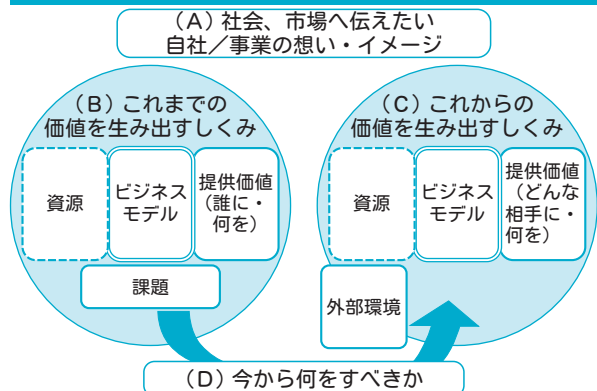 （A）社会、市場へ伝えたい
自社／事業の想い・イメージ
（B）これまでの
価値を生み出すしくみ
資源
ビジネス
モデル
提供価値
（誰に・
何を）
課題
（C）これからの
価値を生み出すしくみ
資源
ビジネス
モデル
提供価値
（どんな
相手に・
何を）
外部環境
（D）今から何をすべきか